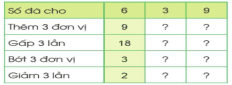 Số đã cho 6 3 9
Thêm 3 đơn vị 9 ? ?
Gấp 3 lần 18 ? ?
Bớt 3 đơn vị 3 ? ?
Giảm 3 lần 2 ? ?